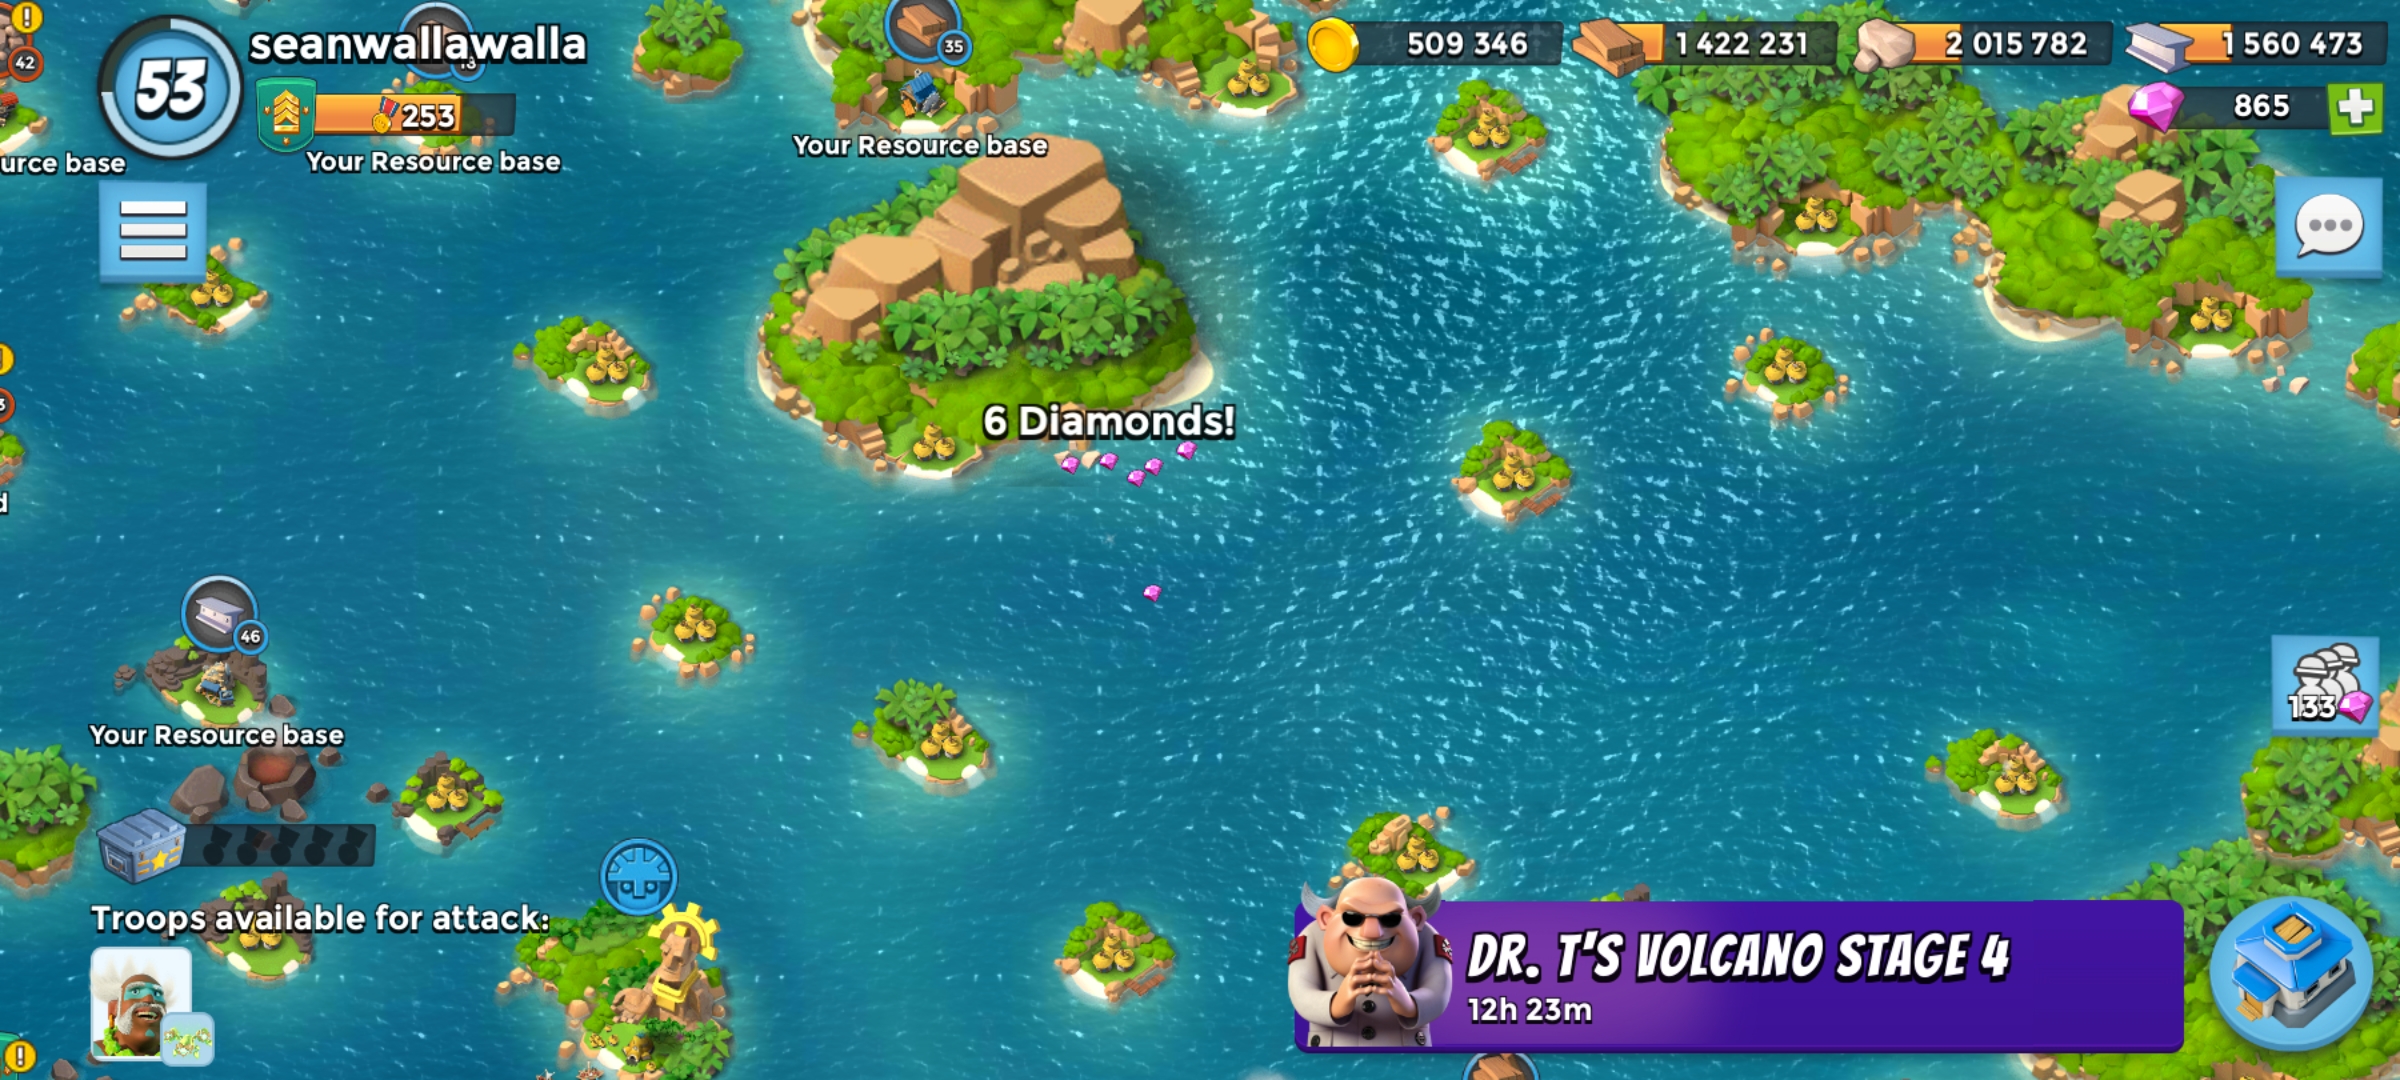 42
53
seanwallawalla
253
urce base
Your Resource base
35
Your Resource base
509 346
1 422 231
2 015 782
1 560 473
865
6 Diamonds!
d
46
Your Resource base
133
Troops available for attack:
DR. T'S VOLCANO STAGE 4
12h 23m